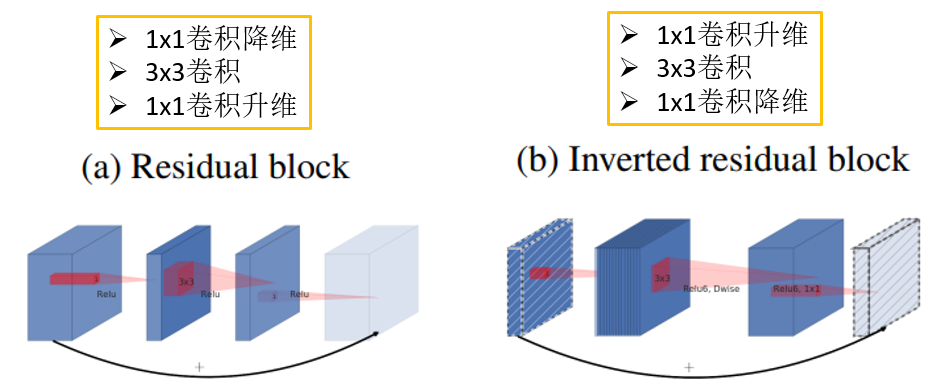 ➢ 1x1卷积降维
➢ 3x3卷积
➢ 1x1卷积升维
(a) Residual block
Relu
3x3
Relu
1
Relu
+
➢ 1x1卷积升维
➢ 3x3卷积
➢ 1x1卷积降维
(b) Inverted residual block
3x3
Relu6, Dwise
Relu6, 1x1
+